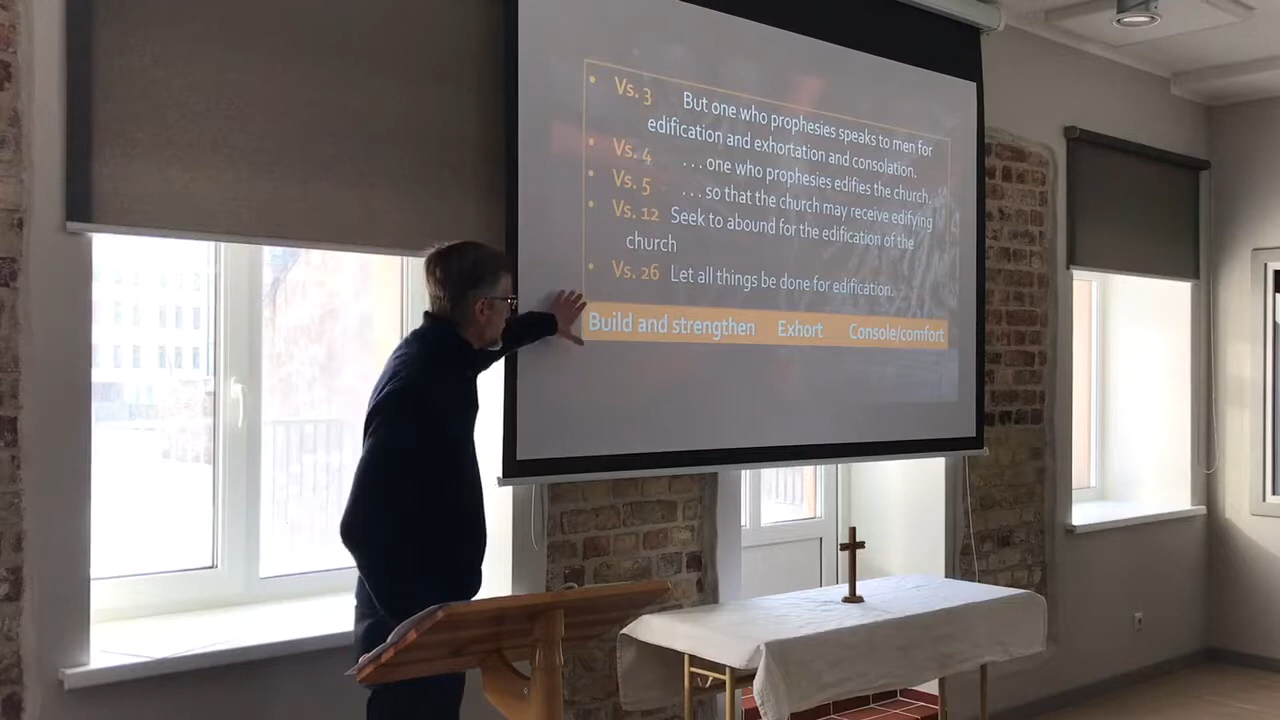 • Vs. 3 But one who prophesies speaks to men for
edification and exhortation and consolation.
• Vs. 4 ...one who prophesies edifies the church.
• Vs. 5 ...so that the church may receive edifying
• Vs. 12 Seek to abound for the edification of the
church
• Vs. 26 Let all things be done for edification.
Build and strengthen Exhort Console/comfort